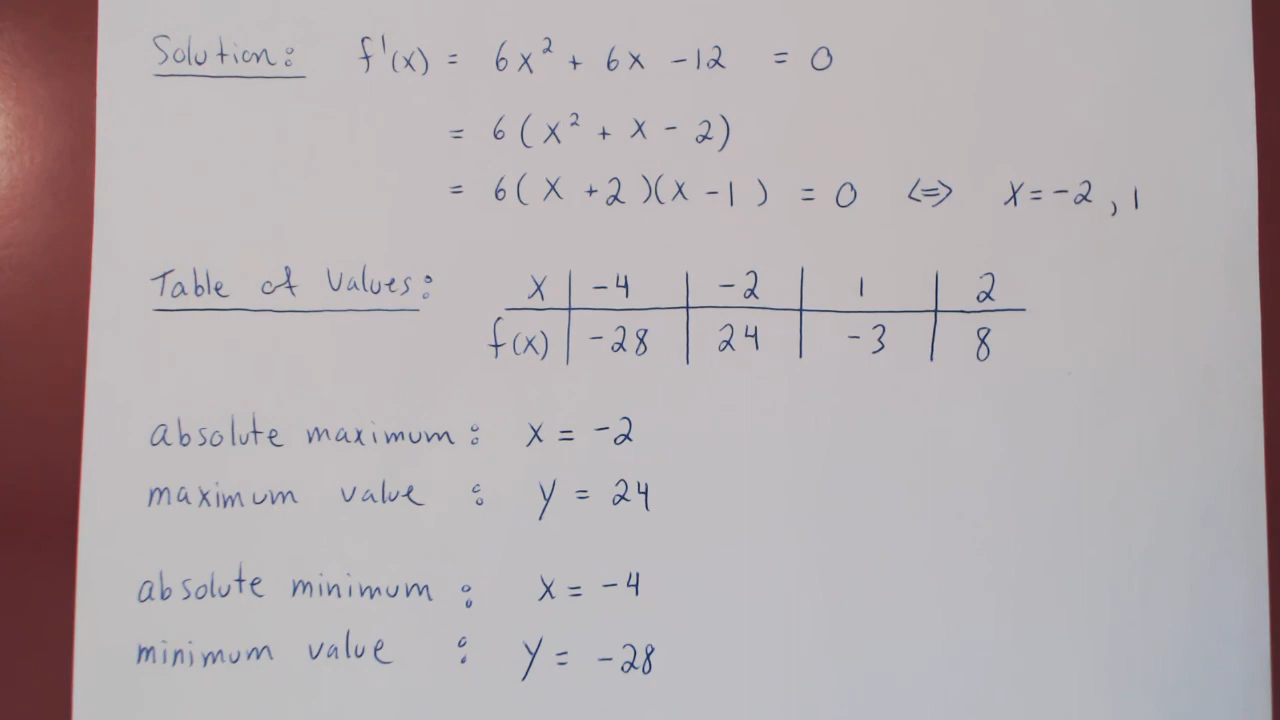 Solution: f'(x) = 6x² + 6x - 12 = 0
= 6(x² + x - 2)
= 6(x + 2)(x - 1) = 0 <=> x = -2, 1
Table of Values: x | -4 | -2 | 1 | 2
f(x) | -28 | 24 | -3 | 8
absolute maximum: x = -2
maximum value : y = 24
absolute minimum : x = -4
minimum value : y = -28